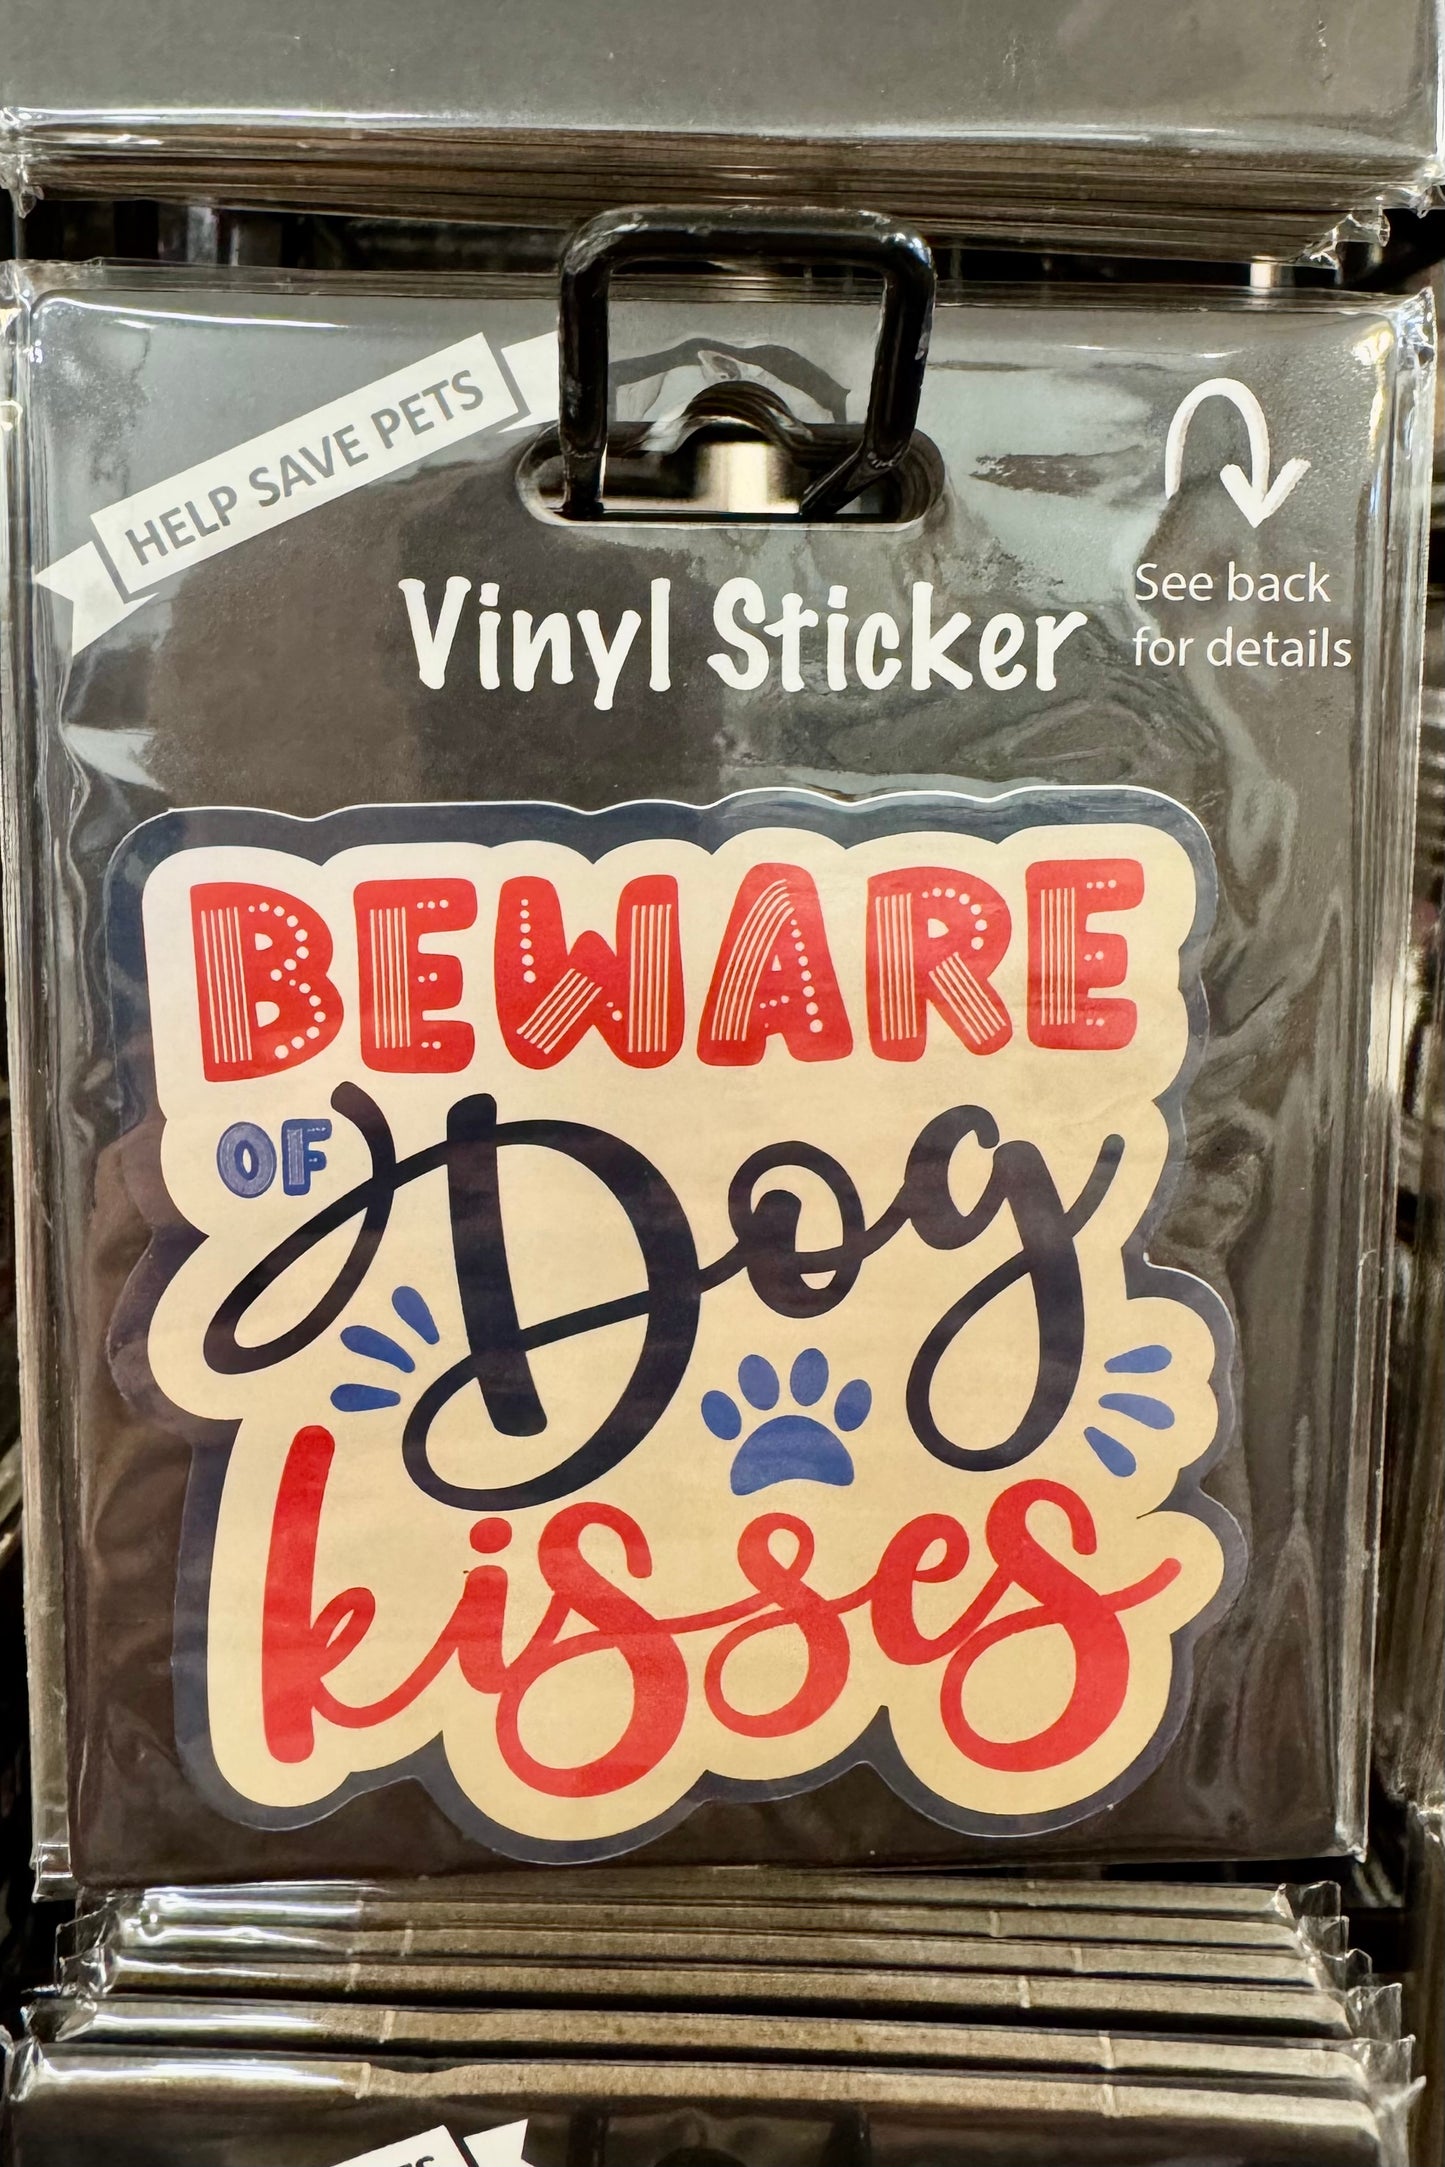 HELP SAVE PETS
See back
for details
Vinyl Sticker
BEWARE
OF Dog
kisses